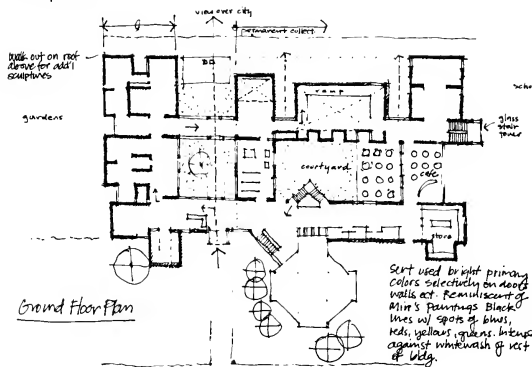 view over city
permanent collect.
walk out on roof
above for add'l
sculptures
gardens
ramp
scho
glass
stair
tower
courtyard
cafe
store
Ground Floor Plan
Sert used bright primary
colors selectively on doors
walls ect. Reminiscent of
Miro's Paintings Black
lines w/ spots of blues,
reds, yellows, greens. Intense
against whitewash of rest
of bldg.